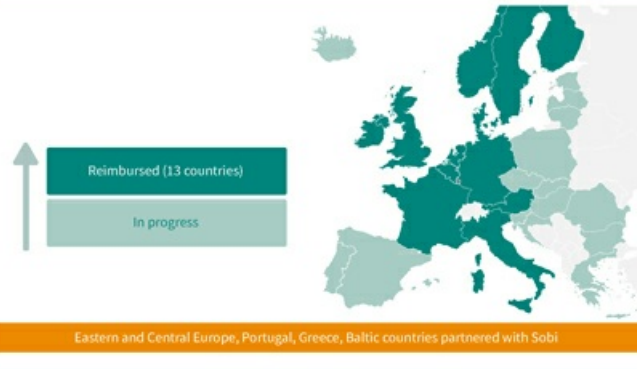 Reimbursed (13 countries)
In progress
Eastern and Central Europe, Portugal, Greece, Baltic countries partnered with Sobi